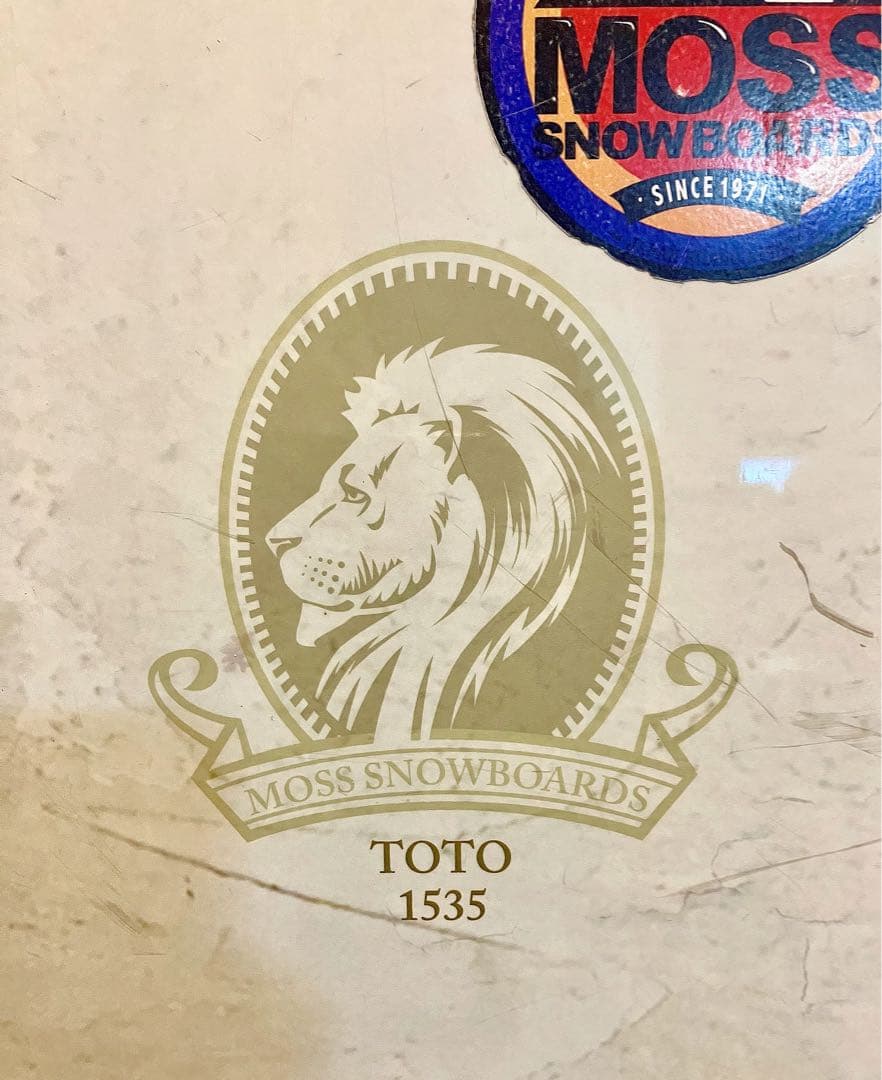 MOSS
SNOWBOARDS
· SINCE 1971 ·
MOSS SNOWBOARDS
TOTO
1535